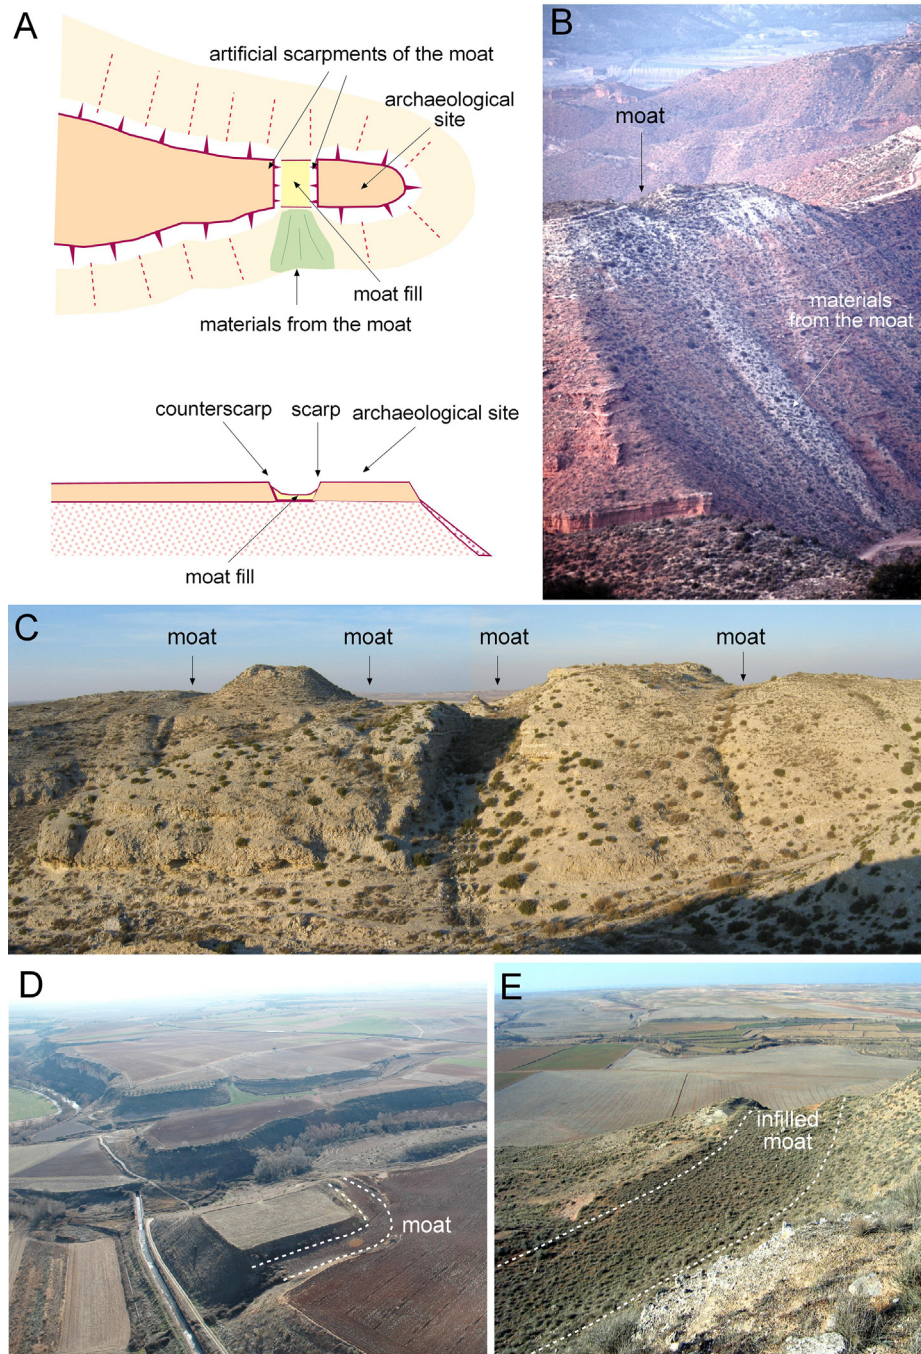 A
artificial scarpments of the moat
archaeological
site
moat fill
materials from the moat
counterscarp
scarp
archaeological site
moat fill
B
moat
materials
from the moat
C
moat
moat
moat
moat
D
moat
E
infilled
moat